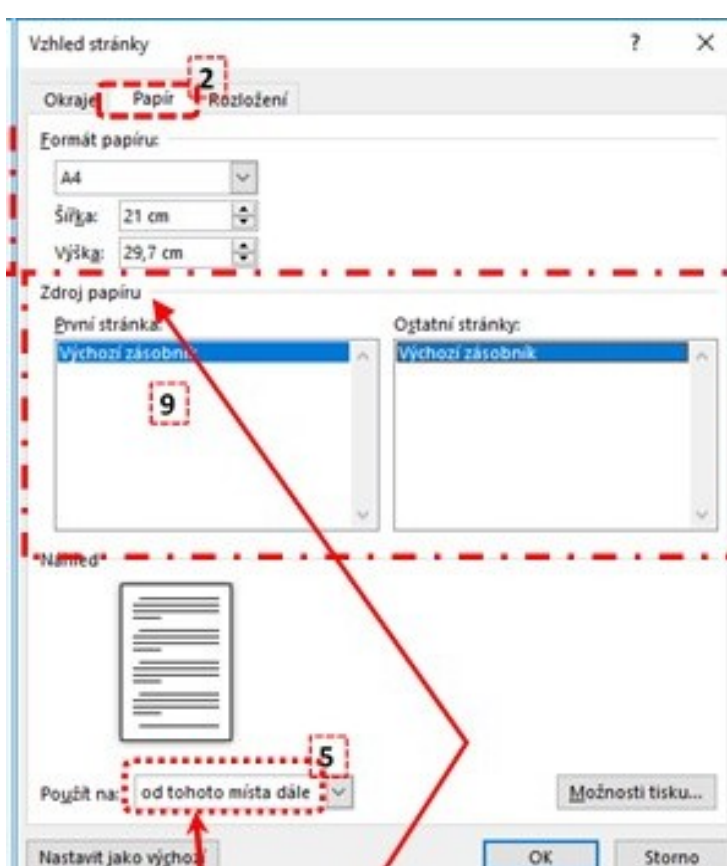 Vzhled stránky ? ×
2
Okraje Papír Rozložení
Formát papíru:
A4
Šířka: 21 cm
Výška: 29,7 cm
Zdroj papíru
První stránka: Ostatní stránky:
Výchozí zásobník Výchozí zásobník
9
Náhled
5
Použít na: od tohoto místa dále
Možnosti tisku...
Nastavit jako výchozí OK Storno